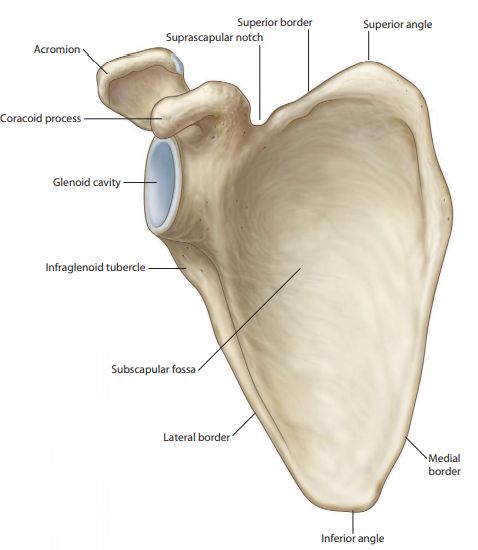 Superior border
Superior angle
Suprascapular notch
Acromion
Coracoid process
Glenoid cavity
Infraglenoid tubercle
Subscapular fossa
Lateral border
Medial
border
Inferior angle